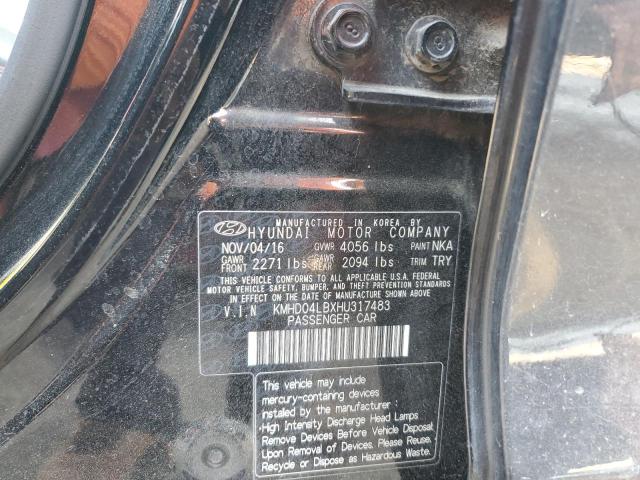 MANUFACTURED IN KOREA BY
HYUNDAI MOTOR COMPANY
NOV/04/16 GVWR 4056 lbs PAINT NKA
GAWR FRONT 2271 lbs GAWR REAR 2094 lbs TRIM TRY
THIS VEHICLE CONFORMS TO ALL APPLICABLE U.S.A. FEDERAL
MOTOR VEHICLE SAFETY, BUMPER, AND THEFT PREVENTION STANDARDS
IN EFFECT ON THE DATE OF MANUFACTURE SHOWN ABOVE.
V.I.N KMHD04LBXHU317483
PASSENGER CAR
This vehicle may include
mercury-containing devices
installed by the manufacturer :
·High Intensity Discharge Head Lamps
Remove Devices Before Vehicle Disposal
Upon Removal of Devices, Please Reuse,
Recycle or Dispose as Hazardous Waste.